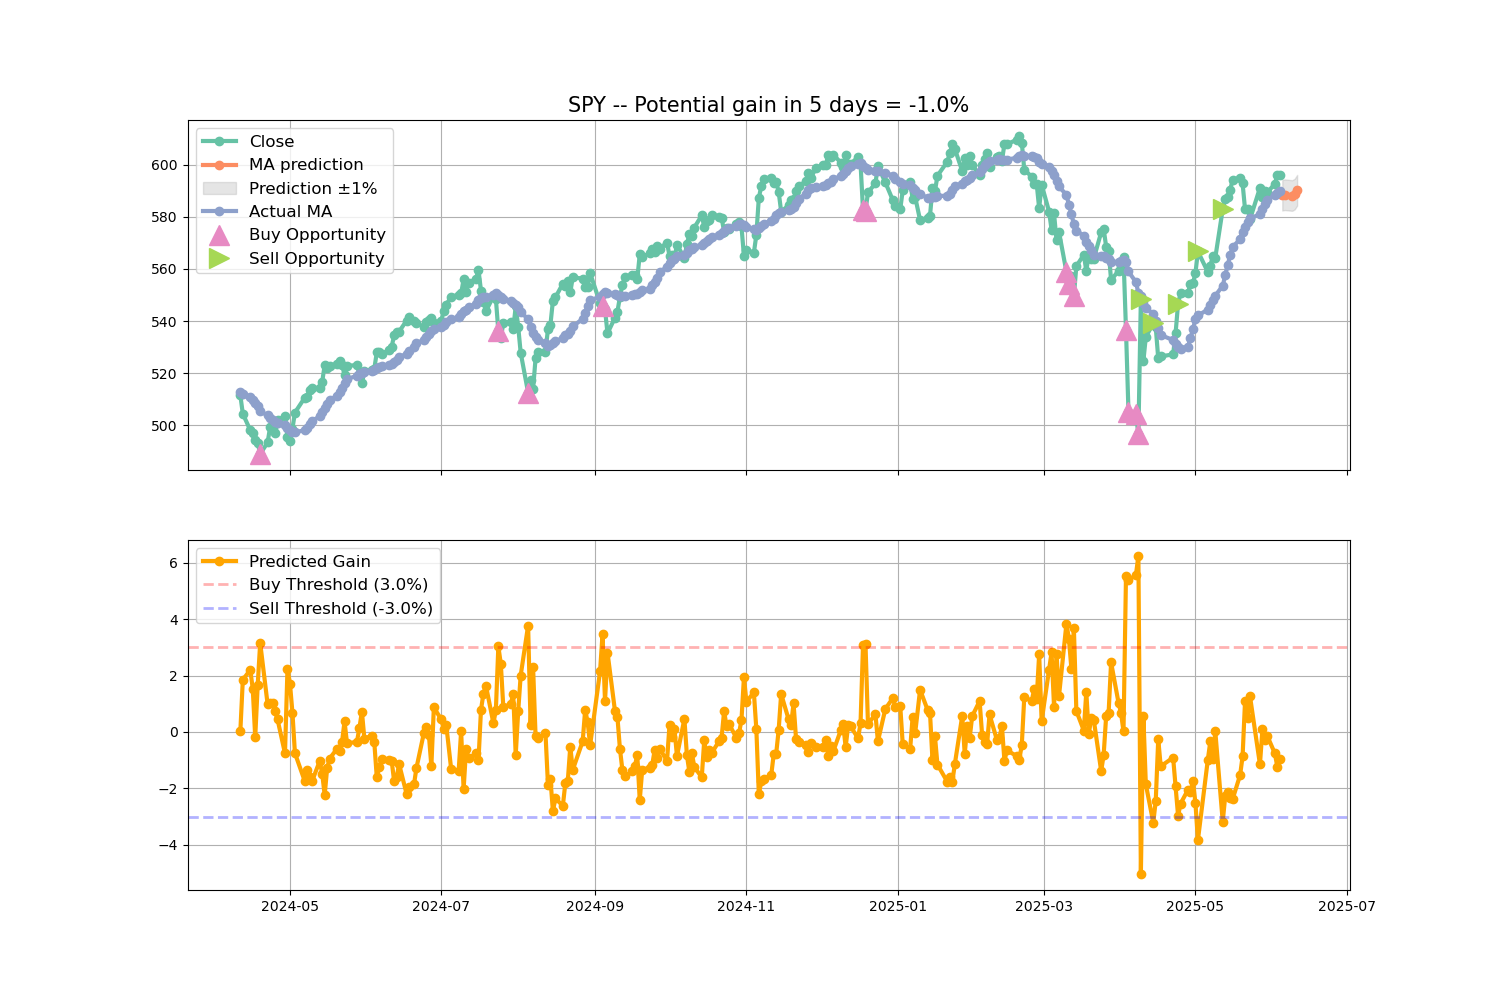 SPY -- Potential gain in 5 days = -1.0%
Close
MA prediction
Prediction ±1%
Actual MA
Buy Opportunity
Sell Opportunity
600
580
560
540
520
500
Predicted Gain
Buy Threshold (3.0%)
Sell Threshold (-3.0%)
6
4
2
0
−2
−4
2024-05
2024-07
2024-09
2024-11
2025-01
2025-03
2025-05
2025-07